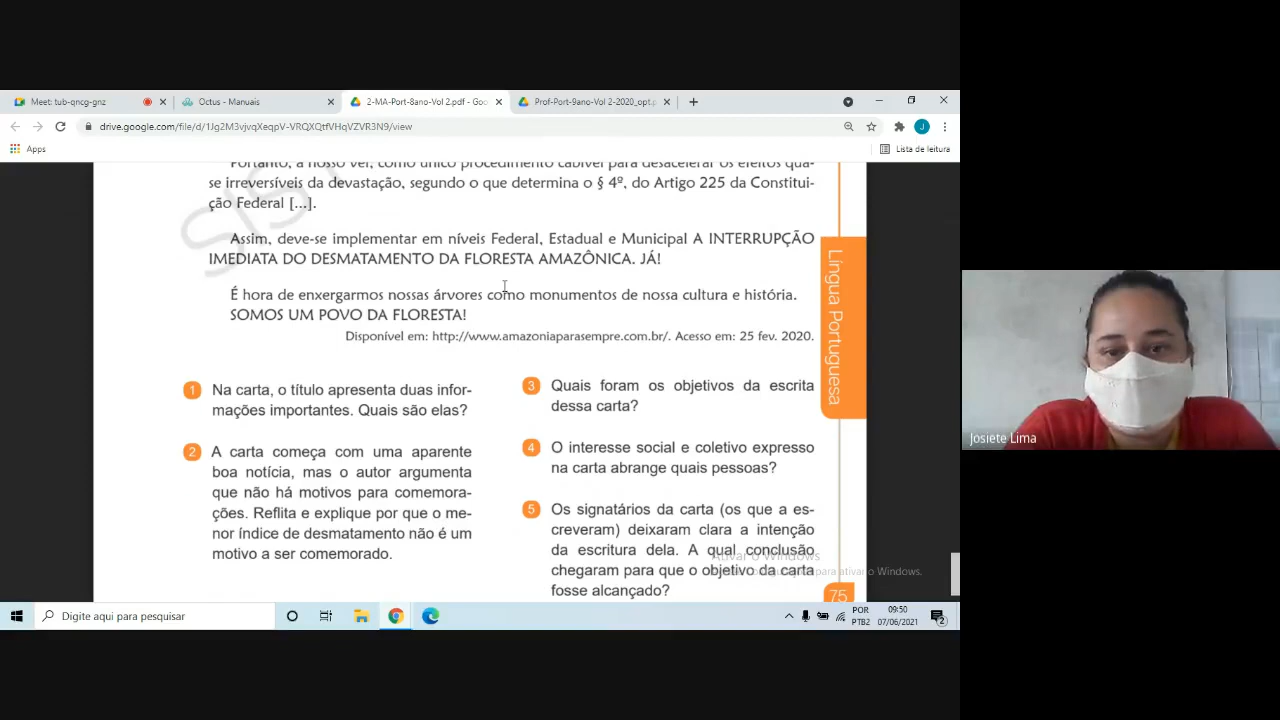 Meet: tub-qncg-gnz
Octus - Manuais
2-MA-Port-8ano-Vol 2.pdf - Goo
Prof-Port-9ano-Vol 2-2020_opt.p
drive.google.com/file/d/1Jg2M3vjvqXeqpV-VRQXQtfVHqVZVR3N9/view
J
Apps
Lista de leitura
Portanto, a nosso ver, como único procedimento cabível para desacelerar os efeitos qua-
se irreversíveis da devastação, segundo o que determina o § 4º, do Artigo 225 da Constitui-
ção Federal [...].
Assim, deve-se implementar em níveis Federal, Estadual e Municipal A INTERRUPÇÃO
IMEDIATA DO DESMATAMENTO DA FLORESTA AMAZÔNICA. JÁ!
É hora de enxergarmos nossas árvores como monumentos de nossa cultura e história.
SOMOS UM POVO DA FLORESTA!
Disponível em: http://www.amazoniaparasempre.com.br/. Acesso em: 25 fev. 2020.
SIS
Língua Portuguesa
1 Na carta, o título apresenta duas infor-
mações importantes. Quais são elas?
2 A carta começa com uma aparente
boa notícia, mas o autor argumenta
que não há motivos para comemora-
ções. Reflita e explique por que o me-
nor índice de desmatamento não é um
motivo a ser comemorado.
3 Quais foram os objetivos da escrita
dessa carta?
4 O interesse social e coletivo expresso
na carta abrange quais pessoas?
5 Os signatários da carta (os que a es-
creveram) deixaram clara a intenção
da escritura dela. A qual conclusão
chegaram para que o objetivo da carta
fosse alcançado?
Ativar o Windows
para ativar o Windows.
75
Digite aqui para pesquisar
POR
PTB2
09:50
07/06/2021
2
Josiete Lima